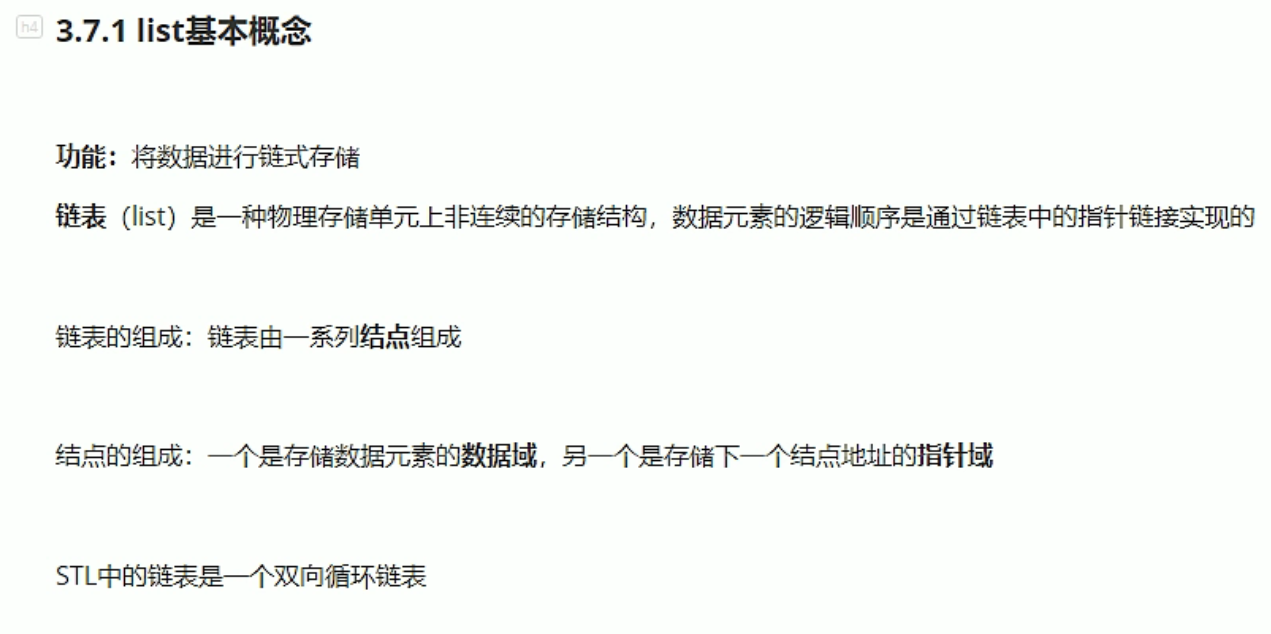 h4
3.7.1 list基本概念
功能：将数据进行链式存储
链表（list）是一种物理存储单元上非连续的存储结构，数据元素的逻辑顺序是通过链表中的指针链接实现的
链表的组成：链表由一系列结点组成
结点的组成：一个是存储数据元素的数据域，另一个是存储下一个结点地址的指针域
STL中的链表是一个双向循环链表